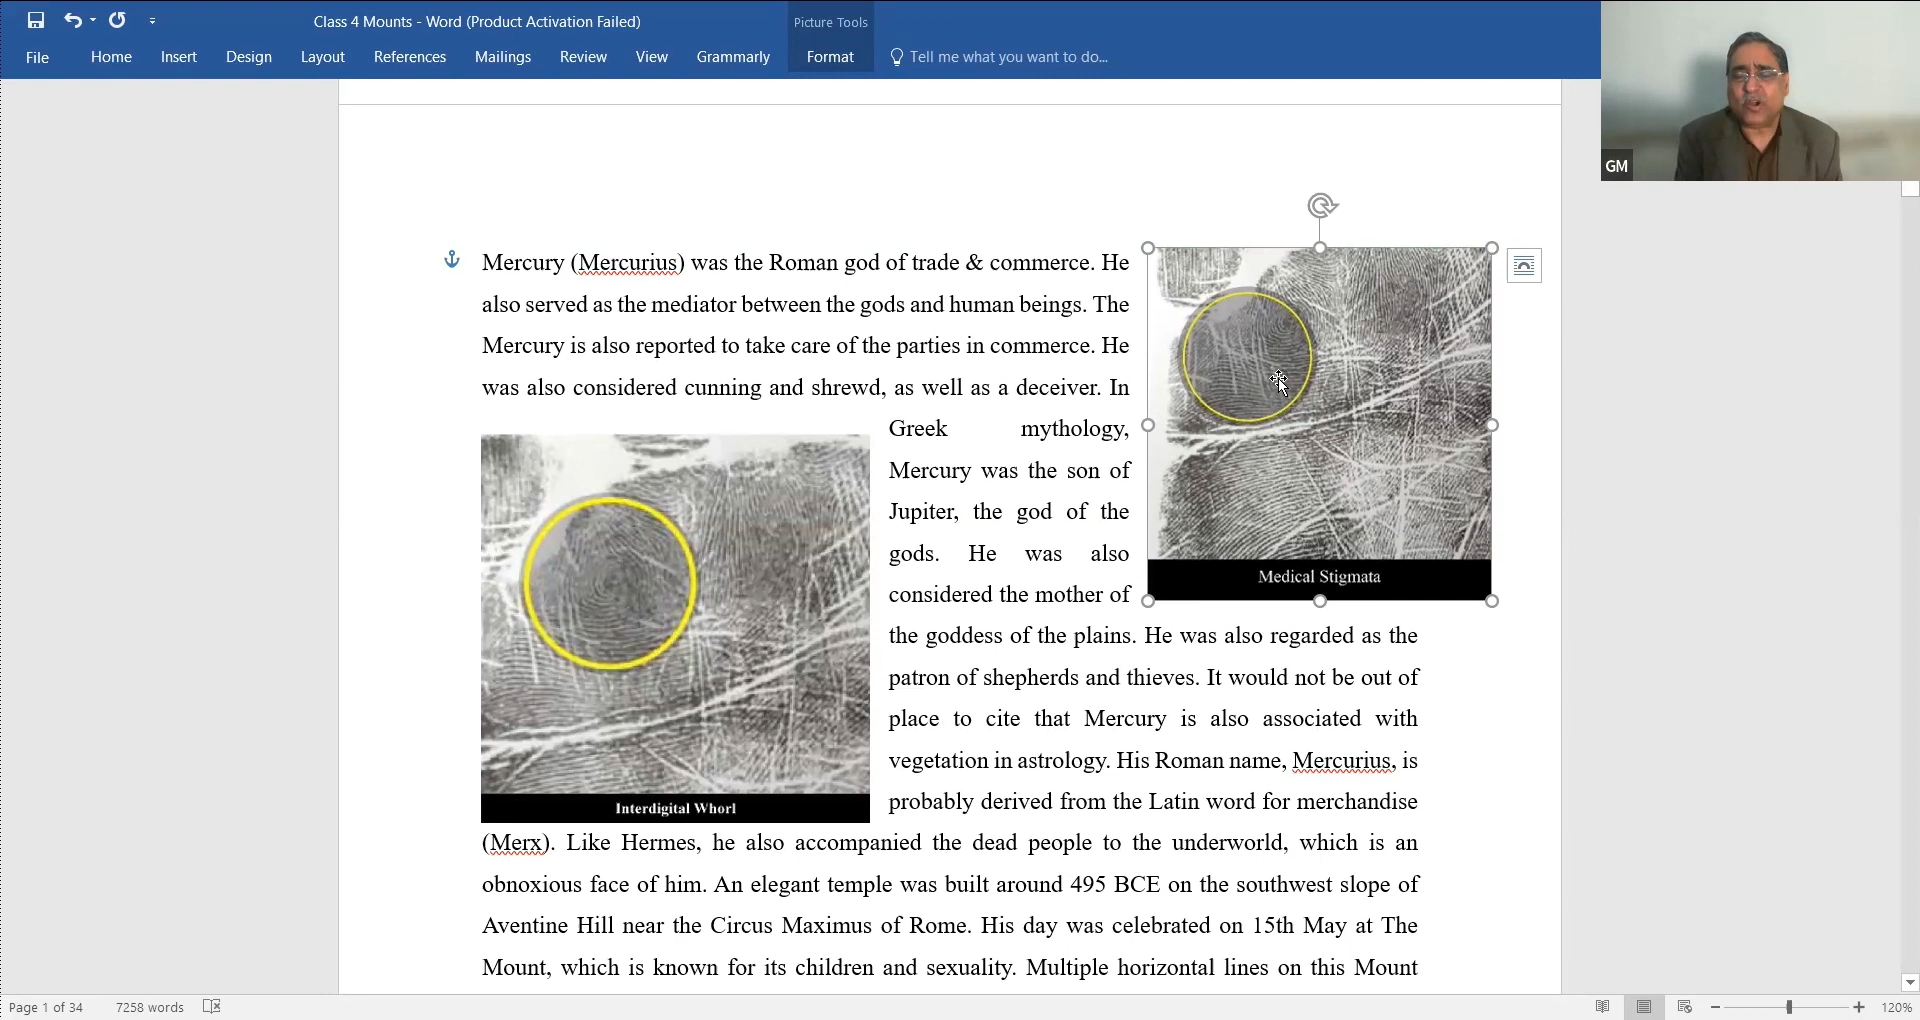 Class 4 Mounts - Word (Product Activation Failed)
Picture Tools
File
Home
Insert
Design
Layout
References
Mailings
Review
View
Grammarly
Format
Tell me what you want to do...
GM
Mercury (Mercurius) was the Roman god of trade & commerce. He
also served as the mediator between the gods and human beings. The
Mercury is also reported to take care of the parties in commerce. He
was also considered cunning and shrewd, as well as a deceiver. In
Greek mythology,
Mercury was the son of
Jupiter, the god of the
gods. He was also
considered the mother of
Medical Stigmata
the goddess of the plains. He was also regarded as the
patron of shepherds and thieves. It would not be out of
place to cite that Mercury is also associated with
vegetation in astrology. His Roman name, Mercurius, is
probably derived from the Latin word for merchandise
Interdigital Whorl
(Merx). Like Hermes, he also accompanied the dead people to the underworld, which is an
obnoxious face of him. An elegant temple was built around 495 BCE on the southwest slope of
Aventine Hill near the Circus Maximus of Rome. His day was celebrated on 15th May at The
Mount, which is known for its children and sexuality. Multiple horizontal lines on this Mount
Page 1 of 34
7258 words
120%